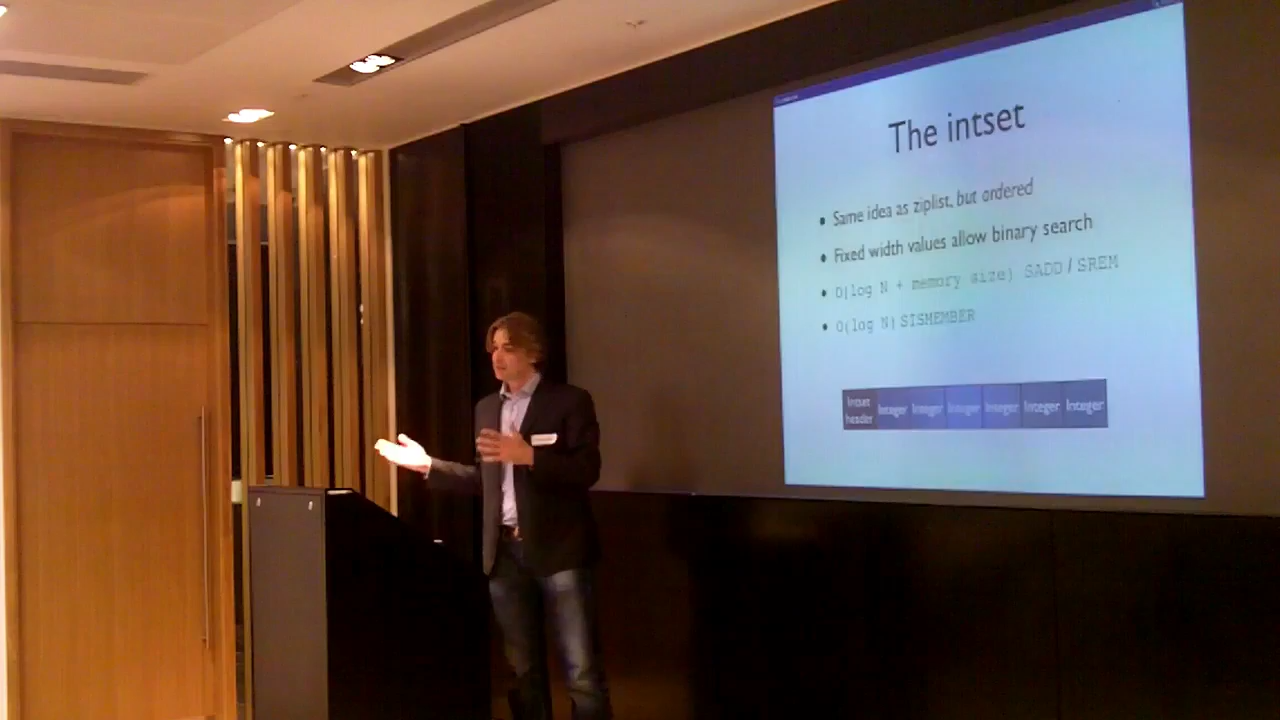 The intset
• Same idea as ziplist, but ordered
• Fixed width values allow binary search
• O(log N + memory size) SADD / SREM
• O(log N) SISMEMBER
Intset header Integer Integer Integer Integer Integer Integer